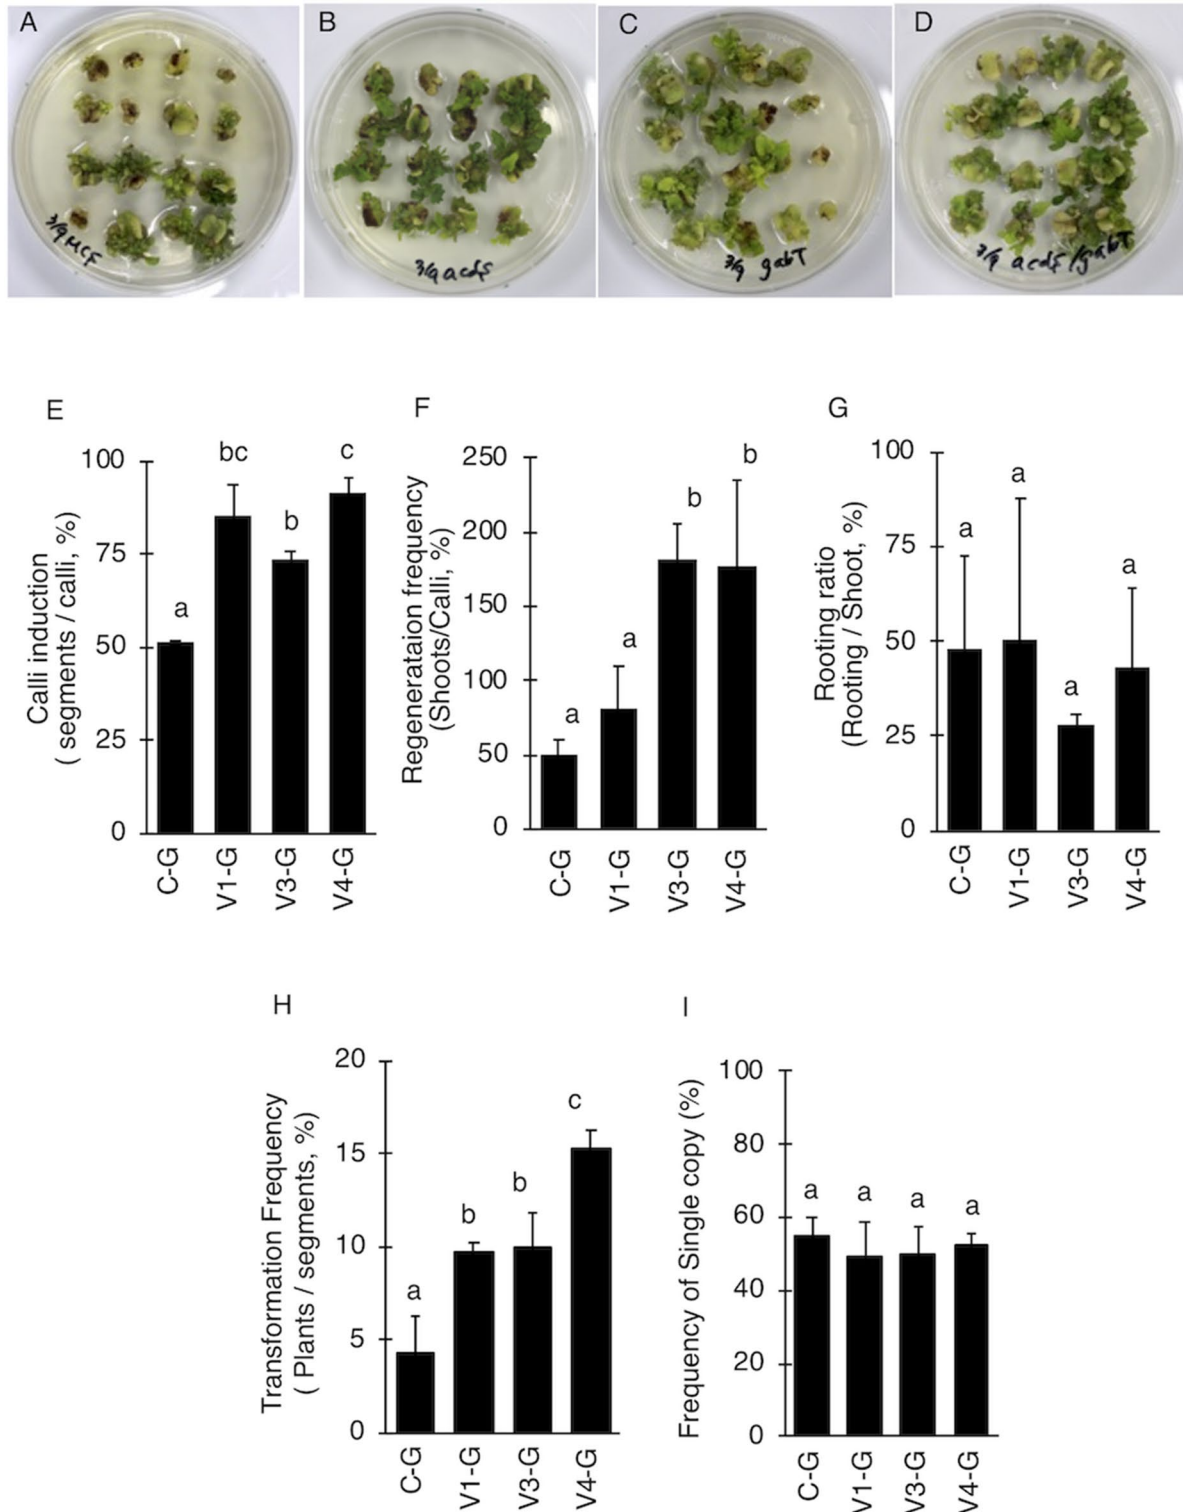 A
B
C
D
3/9 MCS
3/9 acdS
3/9 gabT
3/9 acdS/gabT
E
Calli induction
( segments / calli, %)
100
75
50
25
0
a
bc
b
c
C-G
V1-G
V3-G
V4-G
F
Regenerataion frequency
(Shoots/Calli, %)
250
200
150
100
50
0
a
a
b
b
C-G
V1-G
V3-G
V4-G
G
Rooting ratio
(Rooting / Shoot, %)
100
75
50
25
0
a
a
a
a
C-G
V1-G
V3-G
V4-G
H
Transformation Frequency
( Plants / segments, %)
20
15
10
5
0
a
b
b
c
C-G
V1-G
V3-G
V4-G
I
Frequency of Single copy (%)
100
80
60
40
20
0
a
a
a
a
C-G
V1-G
V3-G
V4-G